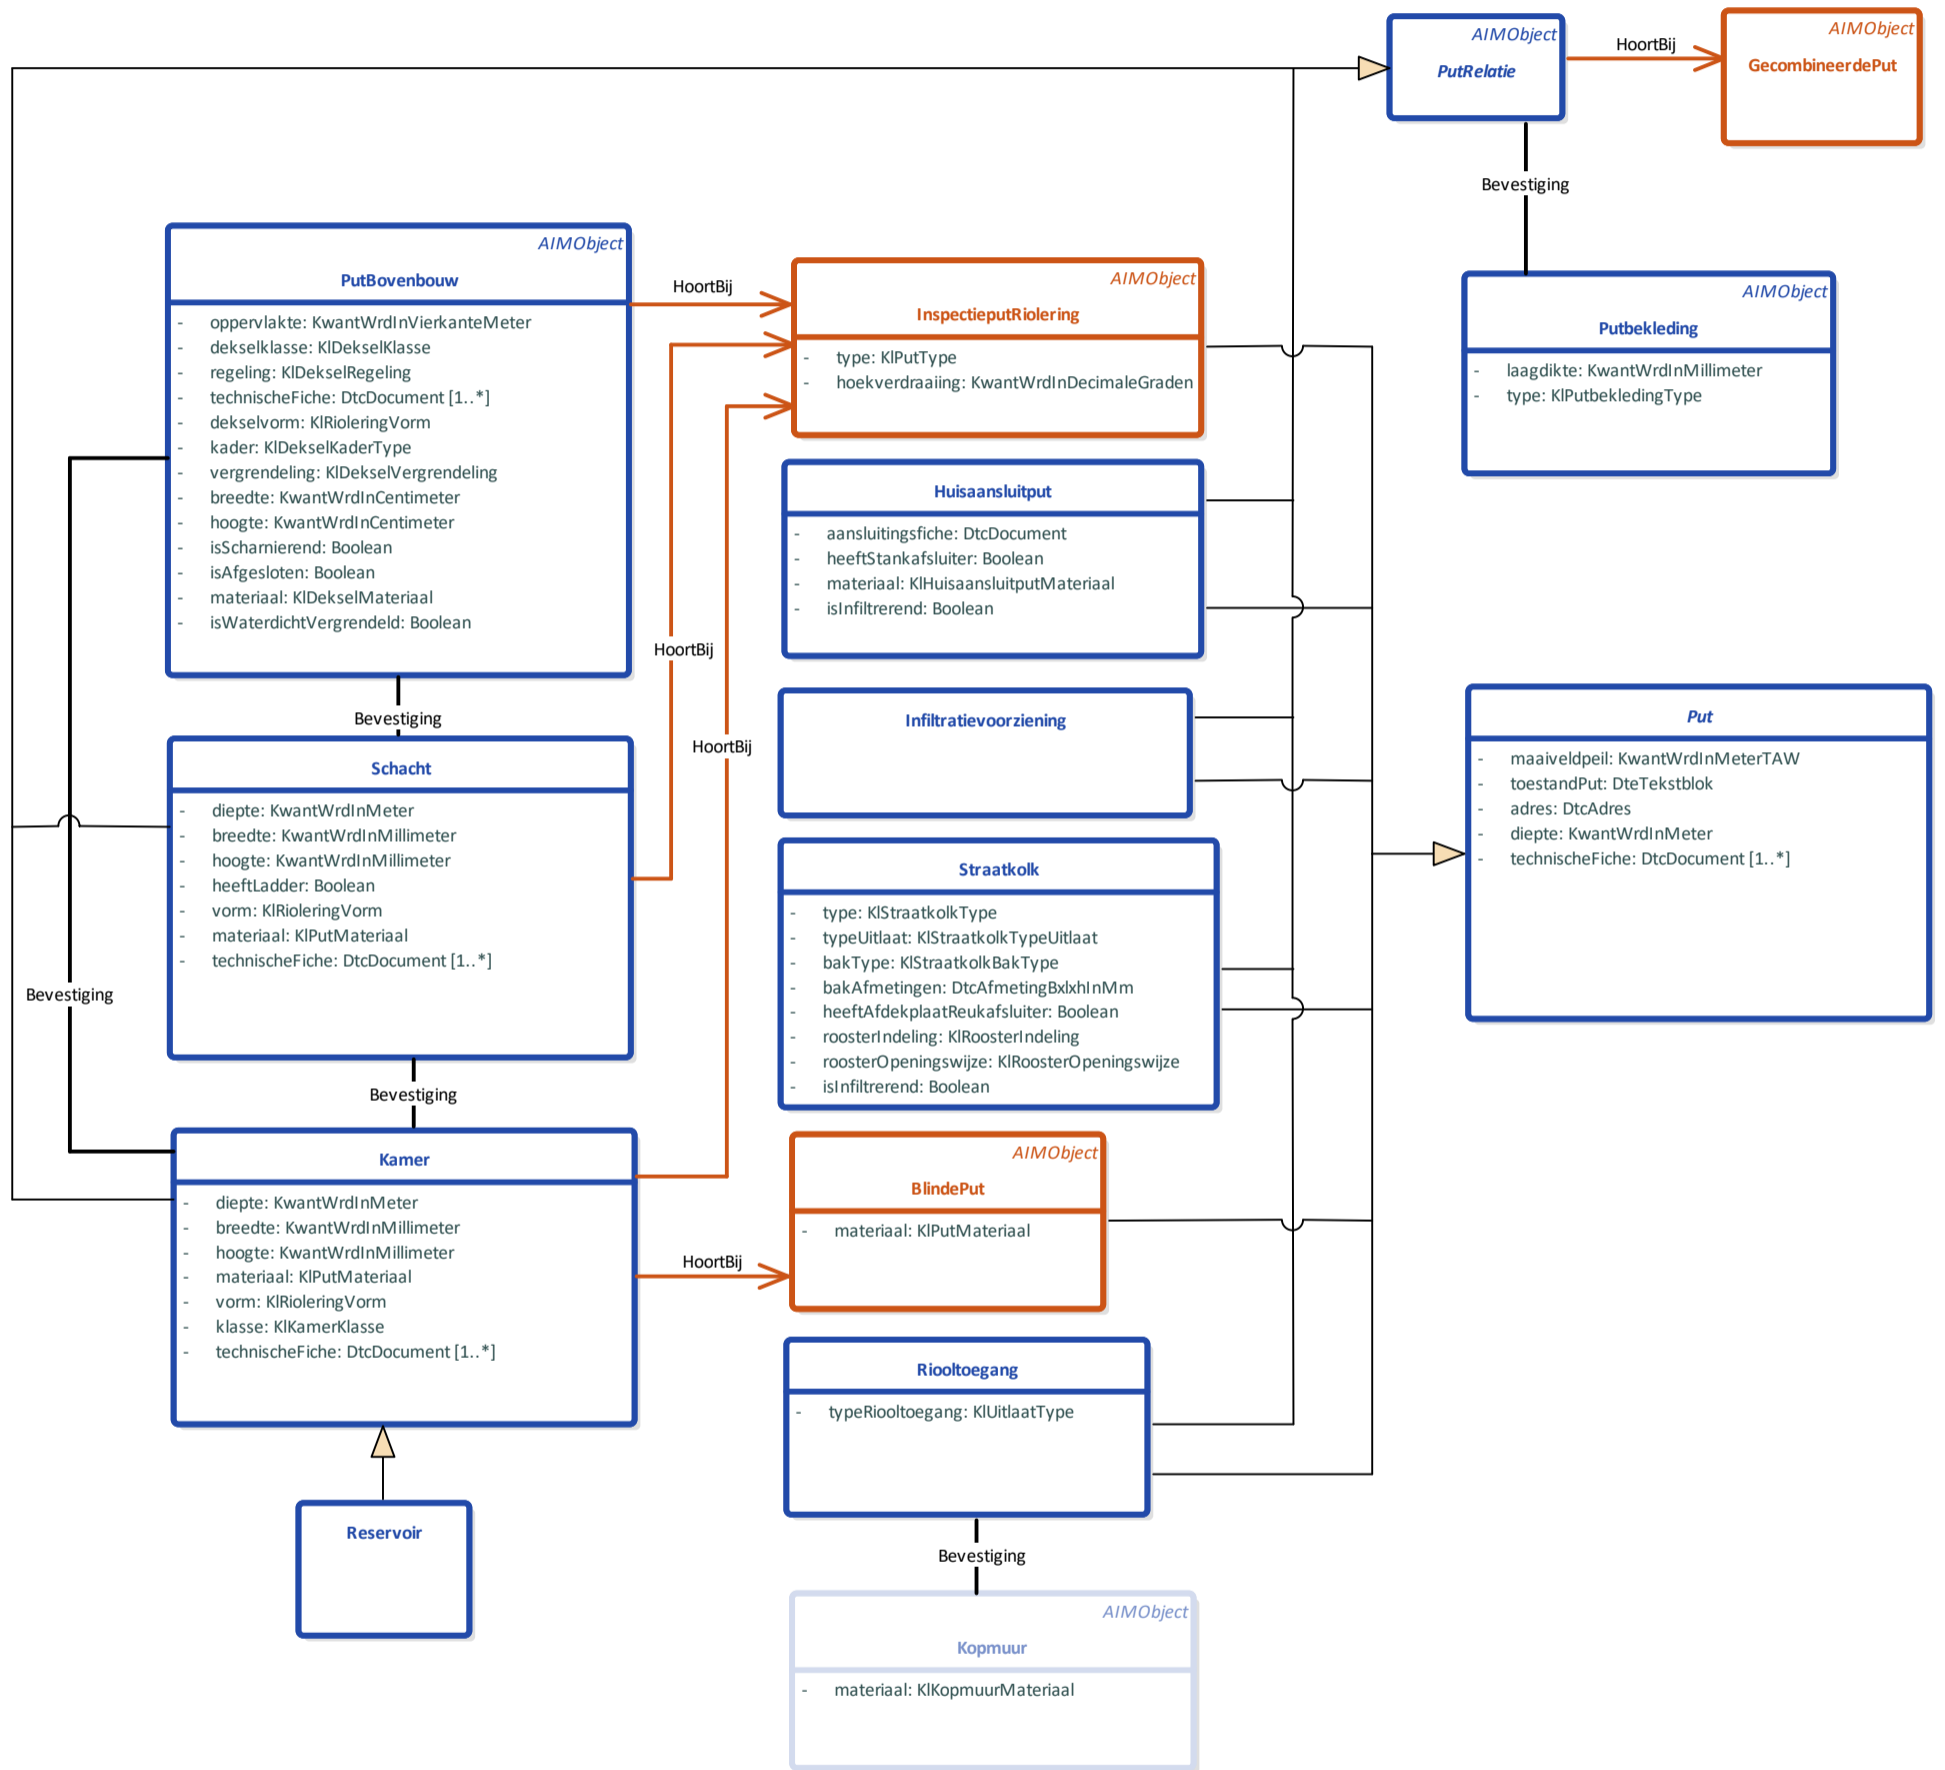 AIMObject
PutRelatie
HoortBij
AIMObject
GecombineerdePut
Bevestiging
AIMObject
PutBovenbouw
- oppervlakte: KwantWrdInVierkanteMeter
- dekselklasse: KlDekselKlasse
- regeling: KlDekselRegeling
- technischeFiche: DtcDocument [1..*]
- dekselvorm: KlRioleringVorm
- kader: KlDekselKaderType
- vergrendeling: KlDekselVergrendeling
- breedte: KwantWrdInCentimeter
- hoogte: KwantWrdInCentimeter
- isScharnierend: Boolean
- isAfgesloten: Boolean
- materiaal: KlDekselMateriaal
- isWaterdichtVergrendeld: Boolean
HoortBij
AIMObject
InspectieputRiolering
- type: KlPutType
- hoekverdraaiing: KwantWrdInDecimaleGraden
AIMObject
Putbekleding
- laagdikte: KwantWrdInMillimeter
- type: KlPutbekledingType
Huisaansluitput
- aansluitingsfiche: DtcDocument
- heeftStankafsluiter: Boolean
- materiaal: KlHuisaansluitputMateriaal
- isInfiltrerend: Boolean
HoortBij
HoortBij
Bevestiging
Infiltratievoorziening
Put
- maaiveldpeil: KwantWrdInMeterTAW
- toestandPut: DteTekstblok
- adres: DtcAdres
- diepte: KwantWrdInMeter
- technischeFiche: DtcDocument [1..*]
Schacht
- diepte: KwantWrdInMeter
- breedte: KwantWrdInMillimeter
- hoogte: KwantWrdInMillimeter
- heeftLadder: Boolean
- vorm: KlRioleringVorm
- materiaal: KlPutMateriaal
- technischeFiche: DtcDocument [1..*]
Straatkolk
- type: KlStraatkolkType
- typeUitlaat: KlStraatkolkTypeUitlaat
- bakType: KlStraatkolkBakType
- bakAfmetingen: DtcAfmetingBxlxhInMm
- heeftAfdekplaatReukafsluiter: Boolean
- roosterIndeling: KlRoosterIndeling
- roosterOpeningswijze: KlRoosterOpeningswijze
- isInfiltrerend: Boolean
Bevestiging
Bevestiging
Kamer
- diepte: KwantWrdInMeter
- breedte: KwantWrdInMillimeter
- hoogte: KwantWrdInMillimeter
- materiaal: KlPutMateriaal
- vorm: KlRioleringVorm
- klasse: KlKamerKlasse
- technischeFiche: DtcDocument [1..*]
HoortBij
AIMObject
BlindePut
- materiaal: KlPutMateriaal
Riooltoegang
- typeRiooltoegang: KlUitlaatType
Reservoir
Bevestiging
AIMObject
Kopmuur
- materiaal: KlKopmuurMateriaal